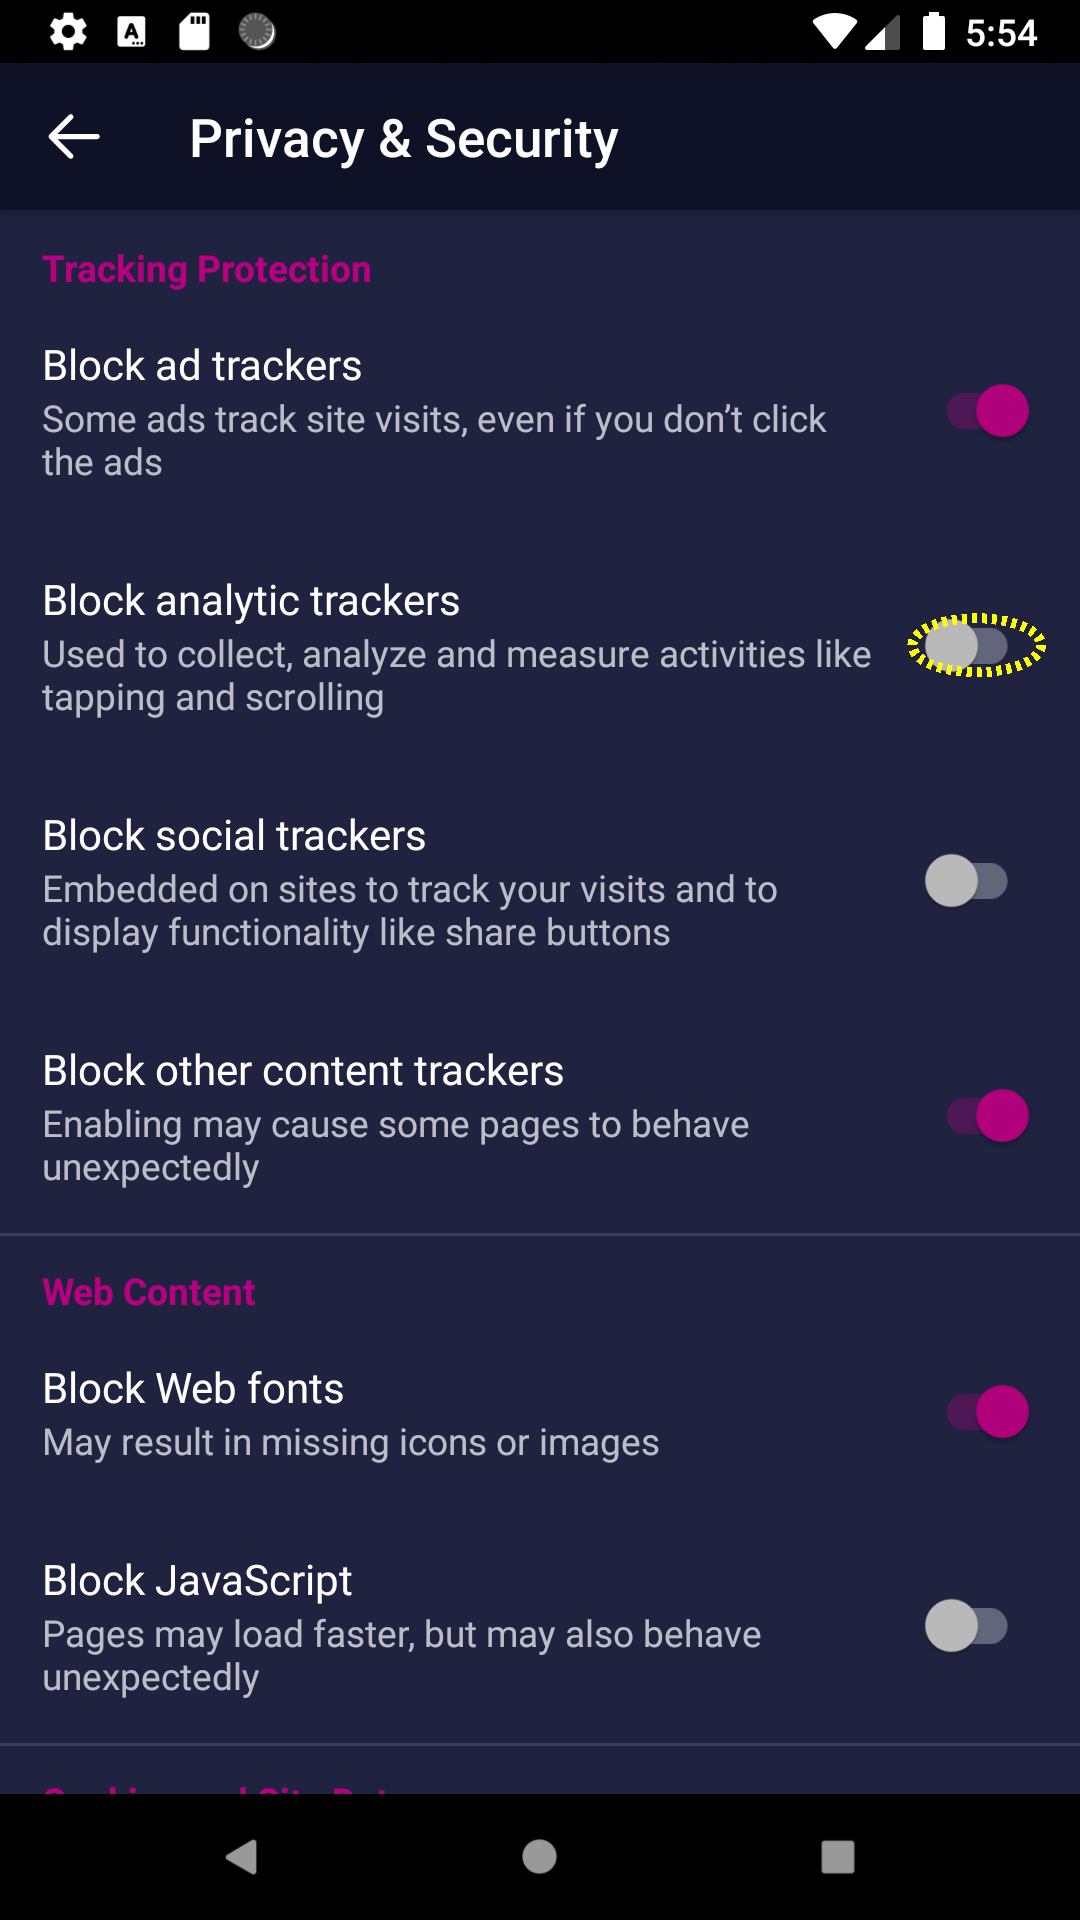 5:54
Privacy & Security
Tracking Protection
Block ad trackers
Some ads track site visits, even if you don’t click
the ads
Block analytic trackers
Used to collect, analyze and measure activities like
tapping and scrolling
Block social trackers
Embedded on sites to track your visits and to
display functionality like share buttons
Block other content trackers
Enabling may cause some pages to behave
unexpectedly
Web Content
Block Web fonts
May result in missing icons or images
Block JavaScript
Pages may load faster, but may also behave
unexpectedly